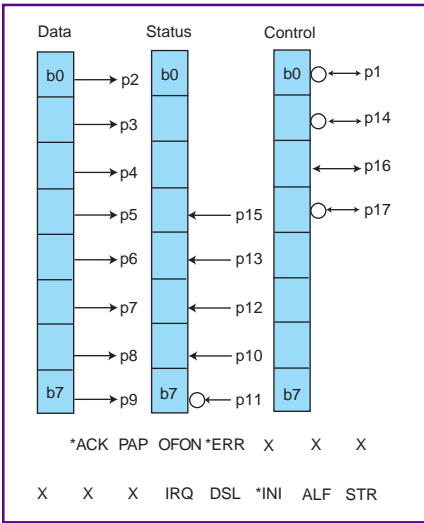 Data Status Control
b0 p2 b0 b0 p1
p3 p14
p4 p16
p5 p15 p17
p6 p13
p7 p12
p8 p10
b7 p9 b7 p11 b7
*ACK PAP OFON *ERR X X X
X X X IRQ DSL *INI ALF STR